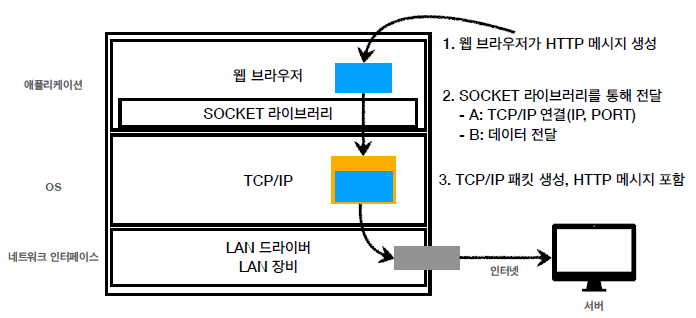 1. 웹 브라우저가 HTTP 메시지 생성
애플리케이션
웹 브라우저
SOCKET 라이브러리
2. SOCKET 라이브러리를 통해 전달
- A: TCP/IP 연결(IP, PORT)
- B: 데이터 전달
OS
TCP/IP
3. TCP/IP 패킷 생성, HTTP 메시지 포함
네트워크 인터페이스
LAN 드라이버
LAN 장비
인터넷
서버